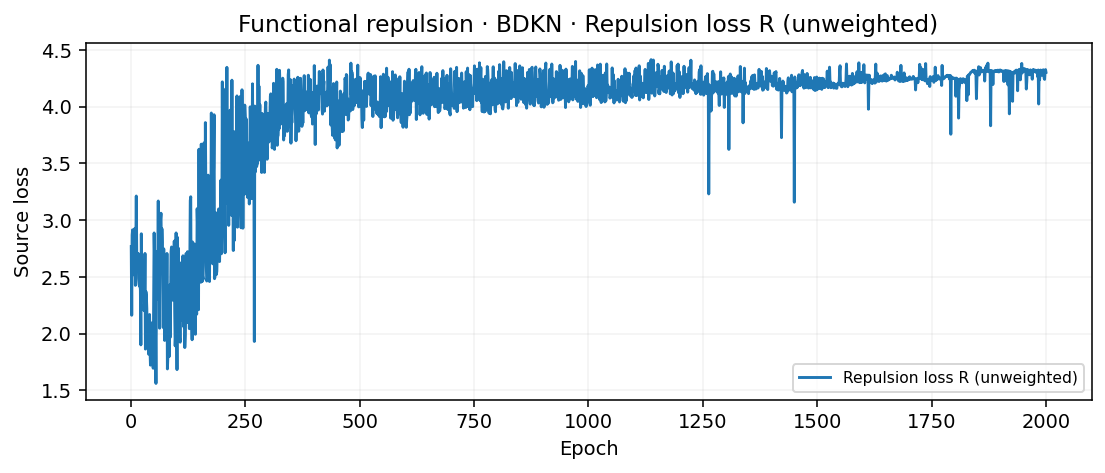 Functional repulsion · BDKN · Repulsion loss R (unweighted)
4.5
4.0
3.5
3.0
2.5
2.0
1.5
Source loss
Repulsion loss R (unweighted)
0 250 500 750 1000 1250 1500 1750 2000
Epoch